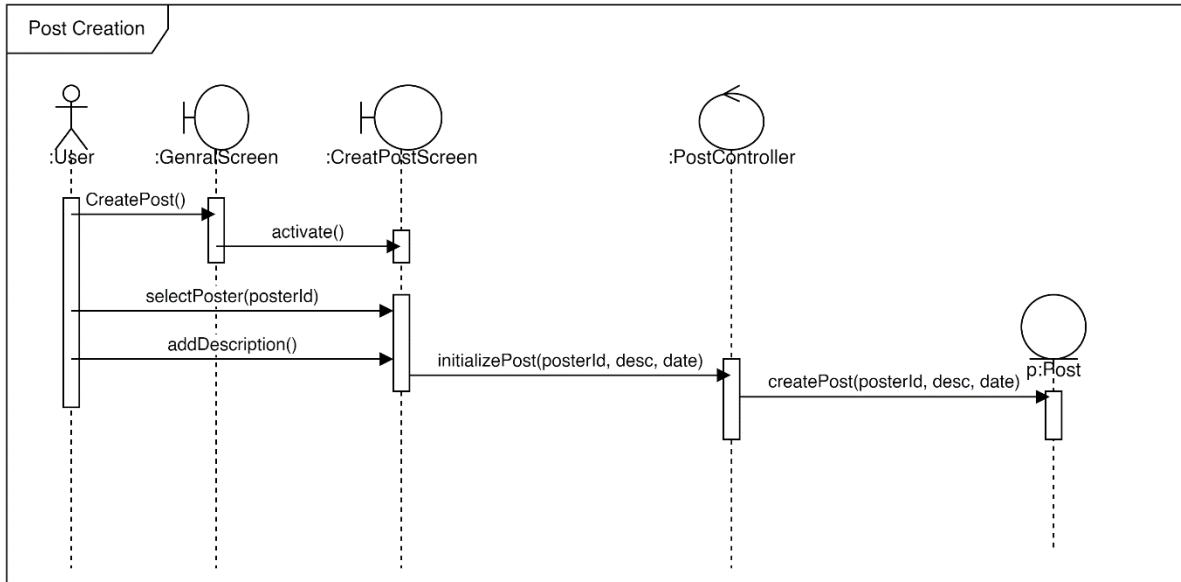 Post Creation
:User
:GenralScreen
:CreatPostScreen
:PostController
CreatePost()
activate()
selectPoster(posterId)
addDescription()
initializePost(posterId, desc, date)
p:Post
createPost(posterId, desc, date)